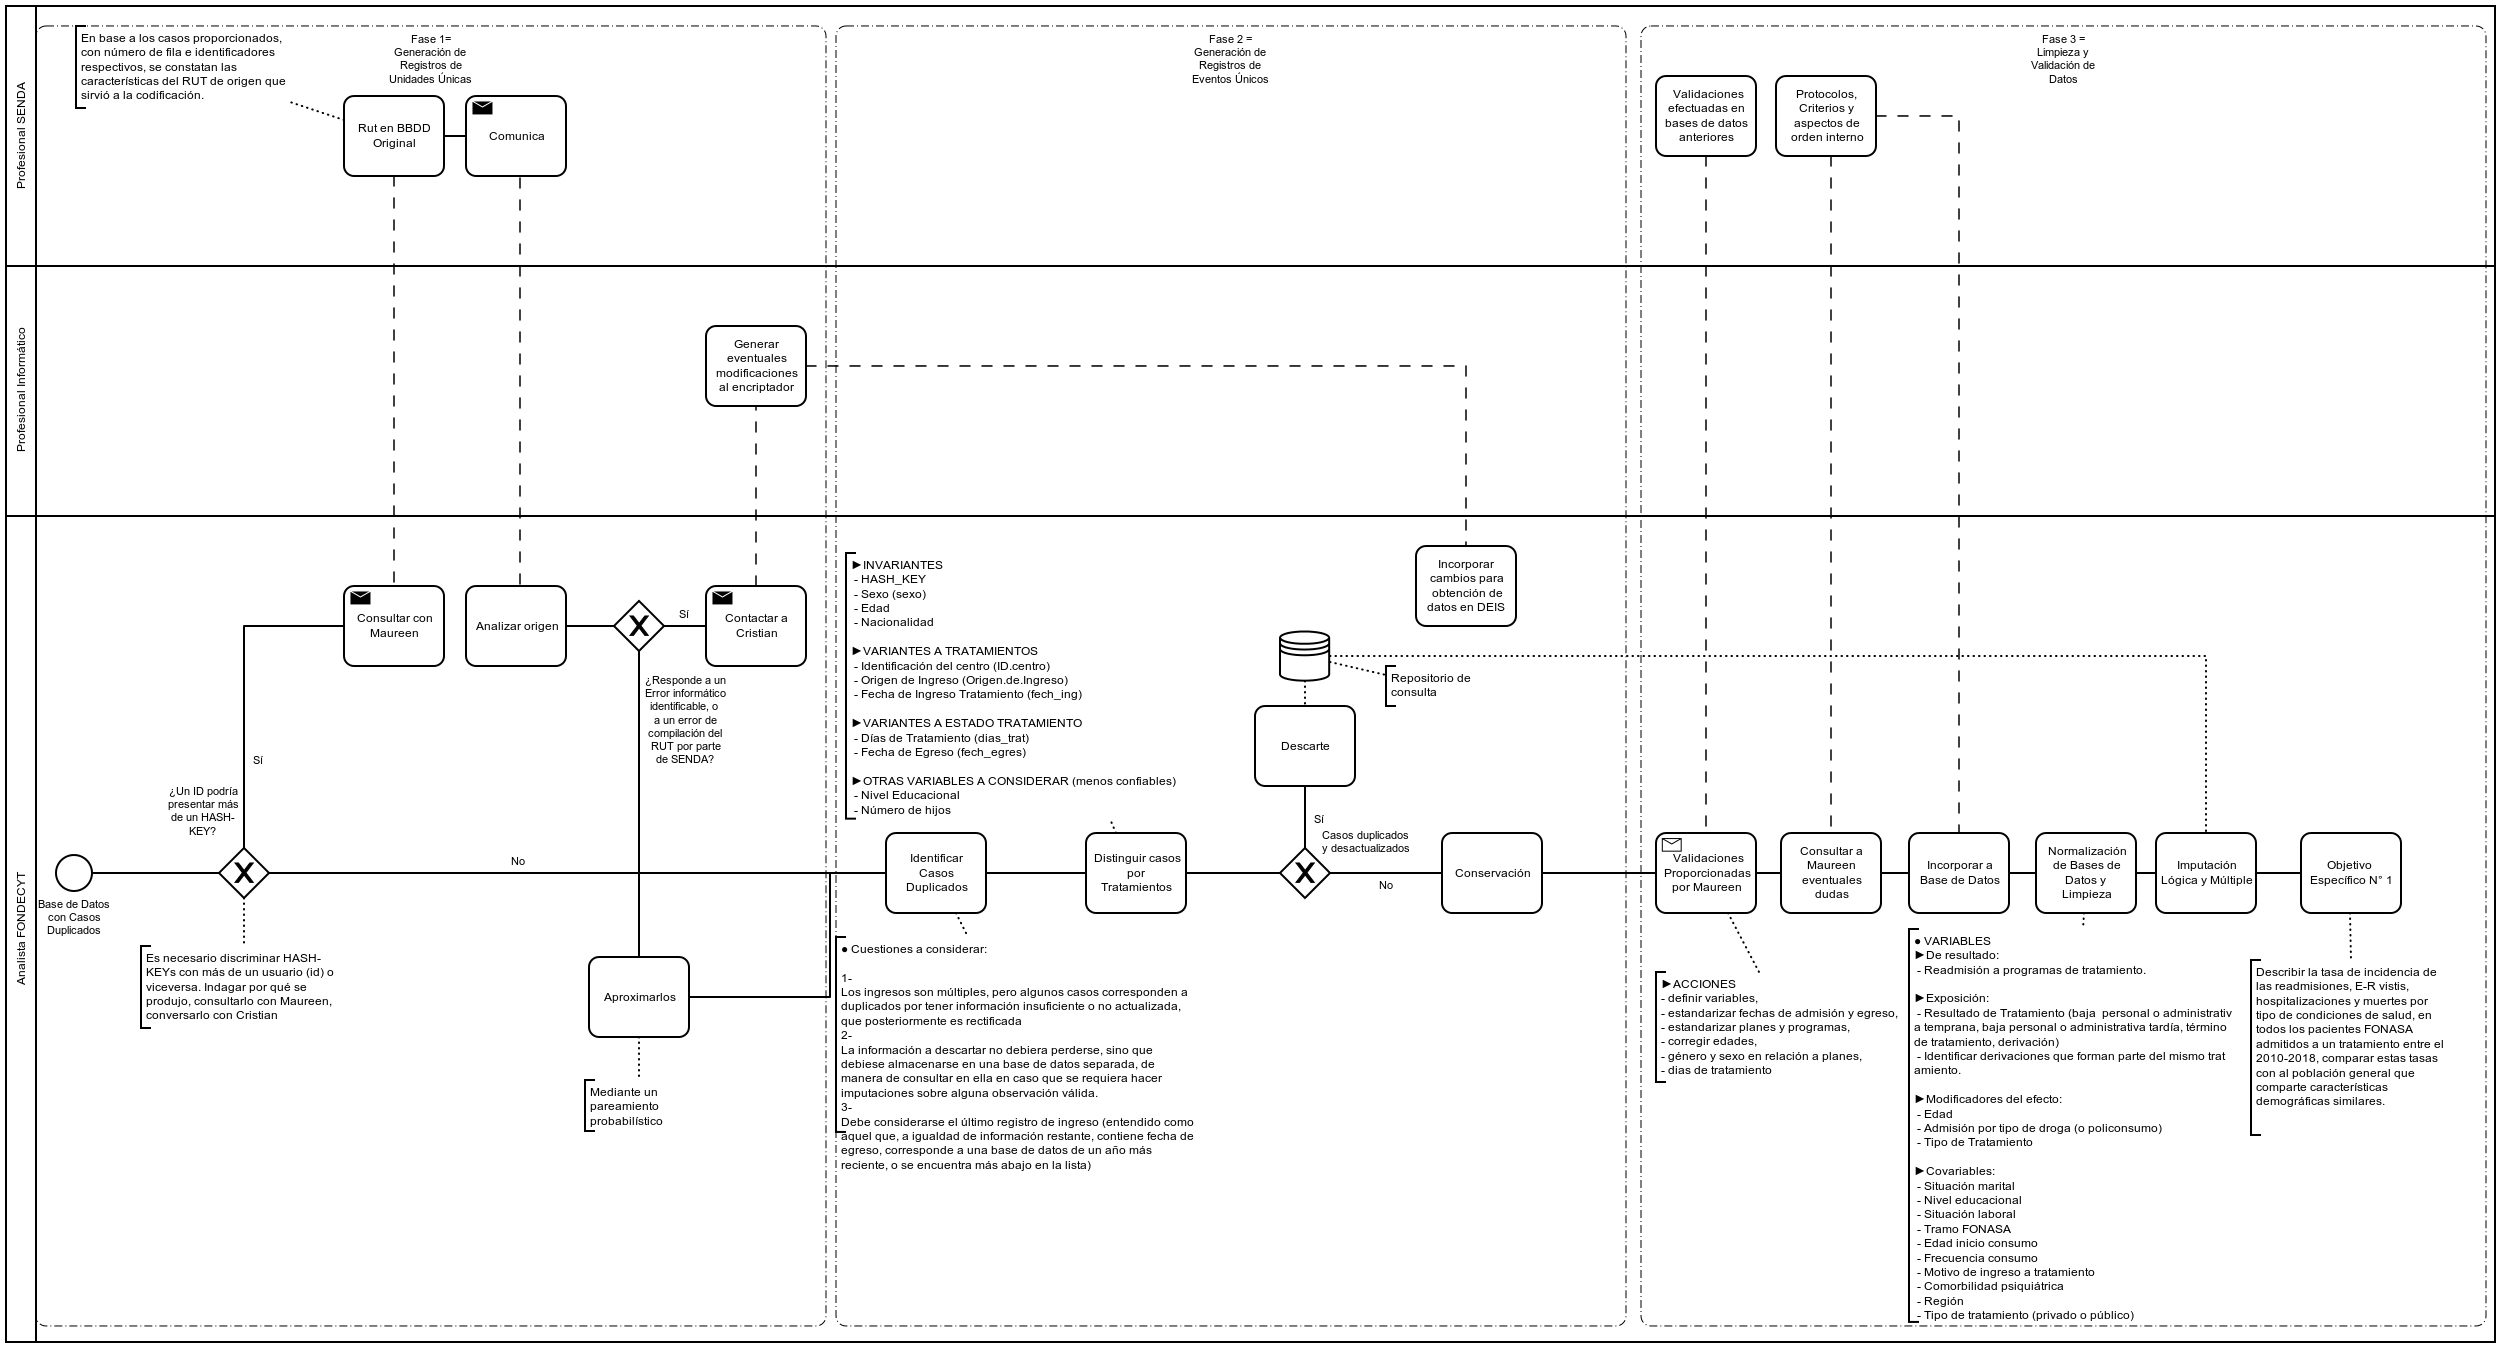 Profesional SENDA
En base a los casos proporcionados,
con número de fila e identificadores
respectivos, se constatan las
características del RUT de origen que
sirvió a la codificación.
Fase 1=
Generación de
Registros de
Unidades Únicas
Rut en BBDD
Original
Comunica
Fase 2 =
Generación de
Registros de
Eventos Únicos
Fase 3 =
Limpieza y
Validación de
Datos
Validaciones
efectuadas en
bases de datos
anteriores
Protocolos,
Criterios y
aspectos de
orden interno
Profesional Informático
Generar
eventuales
modificaciones
al encriptador
Analista FONDECYT
Base de Datos
con Casos
Duplicados
¿Un ID podría
presentar más
de un HASH-
KEY?
Sí
No
Es necesario discriminar HASH-
KEYs con más de un usuario (id) o
viceversa. Indagar por qué se
produjo, consultarlo con Maureen,
conversarlo con Cristian
Consultar con
Maureen
Analizar origen
Sí
Contactar a
Cristian
¿Responde a un
Error informático
identificable, o
a un error de
compilación del
RUT por parte
de SENDA?
Aproximarlos
Mediante un
pareamiento
probabilístico
►INVARIANTES
- HASH_KEY
- Sexo (sexo)
- Edad
- Nacionalidad
►VARIANTES A TRATAMIENTOS
- Identificación del centro (ID.centro)
- Origen de Ingreso (Origen.de.Ingreso)
- Fecha de Ingreso Tratamiento (fech_ing)
►VARIANTES A ESTADO TRATAMIENTO
- Días de Tratamiento (dias_trat)
- Fecha de Egreso (fech_egres)
►OTRAS VARIABLES A CONSIDERAR (menos confiables)
- Nivel Educacional
- Número de hijos
Identificar
Casos
Duplicados
Distinguir casos
por
Tratamientos
● Cuestiones a considerar:
1-
Los ingresos son múltiples, pero algunos casos corresponden a
duplicados por tener información insuficiente o no actualizada,
que posteriormente es rectificada
2-
La información a descartar no debiera perderse, sino que
debiese almacenarse en una base de datos separada, de
manera de consultar en ella en caso que se requiera hacer
imputaciones sobre alguna observación válida.
3-
Debe considerarse el último registro de ingreso (entendido como
aquel que, a igualdad de información restante, contiene fecha de
egreso, corresponde a una base de datos de un año más
reciente, o se encuentra más abajo en la lista)
Incorporar
cambios para
obtención de
datos en DEIS
Repositorio de
consulta
Descarte
Sí
Casos duplicados
y desactualizados
No
Conservación
Validaciones
Proporcionadas
por Maureen
Consultar a
Maureen
eventuales
dudas
Incorporar a
Base de Datos
Normalización
de Bases de
Datos y
Limpieza
Imputación
Lógica y Múltiple
Objetivo
Específico N° 1
►ACCIONES
- definir variables,
- estandarizar fechas de admisión y egreso,
- estandarizar planes y programas,
- corregir edades,
- género y sexo en relación a planes,
- dias de tratamiento
● VARIABLES
►De resultado:
- Readmisión a programas de tratamiento.
►Exposición:
- Resultado de Tratamiento (baja  personal o administrativ
a temprana, baja personal o administrativa tardía, término
de tratamiento, derivación)
- Identificar derivaciones que forman parte del mismo trat
amiento.
►Modificadores del efecto:
- Edad
- Admisión por tipo de droga (o policonsumo)
- Tipo de Tratamiento
►Covariables:
- Situación marital
- Nivel educacional
- Situación laboral
- Tramo FONASA
- Edad inicio consumo
- Frecuencia consumo
- Motivo de ingreso a tratamiento
- Comorbilidad psiquiátrica
- Región
- Tipo de tratamiento (privado o público)
Describir la tasa de incidencia de
las readmisiones, E-R vistis,
hospitalizaciones y muertes por
tipo de condiciones de salud, en
todos los pacientes FONASA
admitidos a un tratamiento entre el
2010-2018, comparar estas tasas
con al población general que
comparte características
demográficas similares.